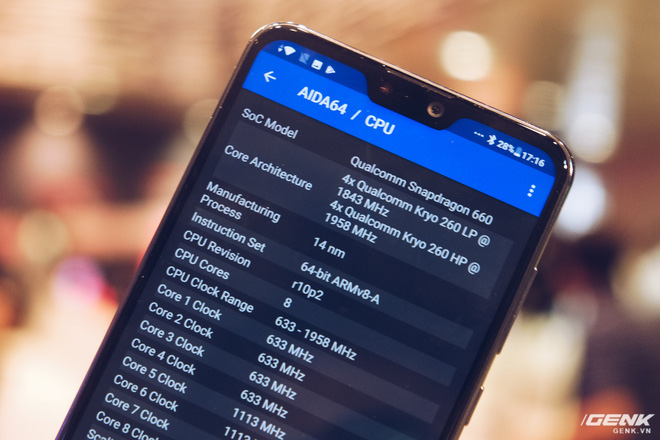 28% 17:16
AIDA64 / CPU
SoC Model
Qualcomm Snapdragon 660
Core Architecture
4x Qualcomm Kryo 260 LP @
1843 MHz
4x Qualcomm Kryo 260 HP @
1958 MHz
Manufacturing
Process
14 nm
Instruction Set
64-bit ARMv8-A
CPU Revision
r10p2
CPU Cores
8
CPU Clock Range
633 - 1958 MHz
Core 1 Clock
633 MHz
Core 2 Clock
633 MHz
Core 3 Clock
633 MHz
Core 4 Clock
633 MHz
Core 5 Clock
1113 MHz
Core 6 Clock
1113 MHz
Core 7 Clock
Core 8 Clock
GENK
GENK.VN